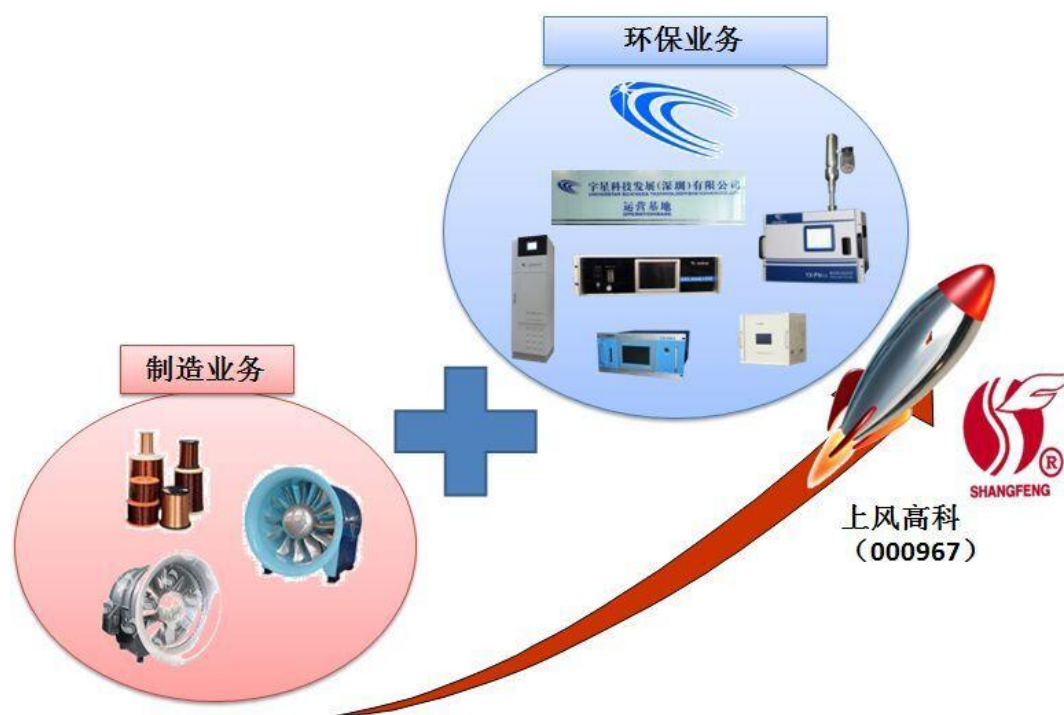 环保业务
宇星科技发展(深圳)有限公司
运营基地
OPERATIONBASE
制造业务
SHANGFENG
®
上风高科
（000967）